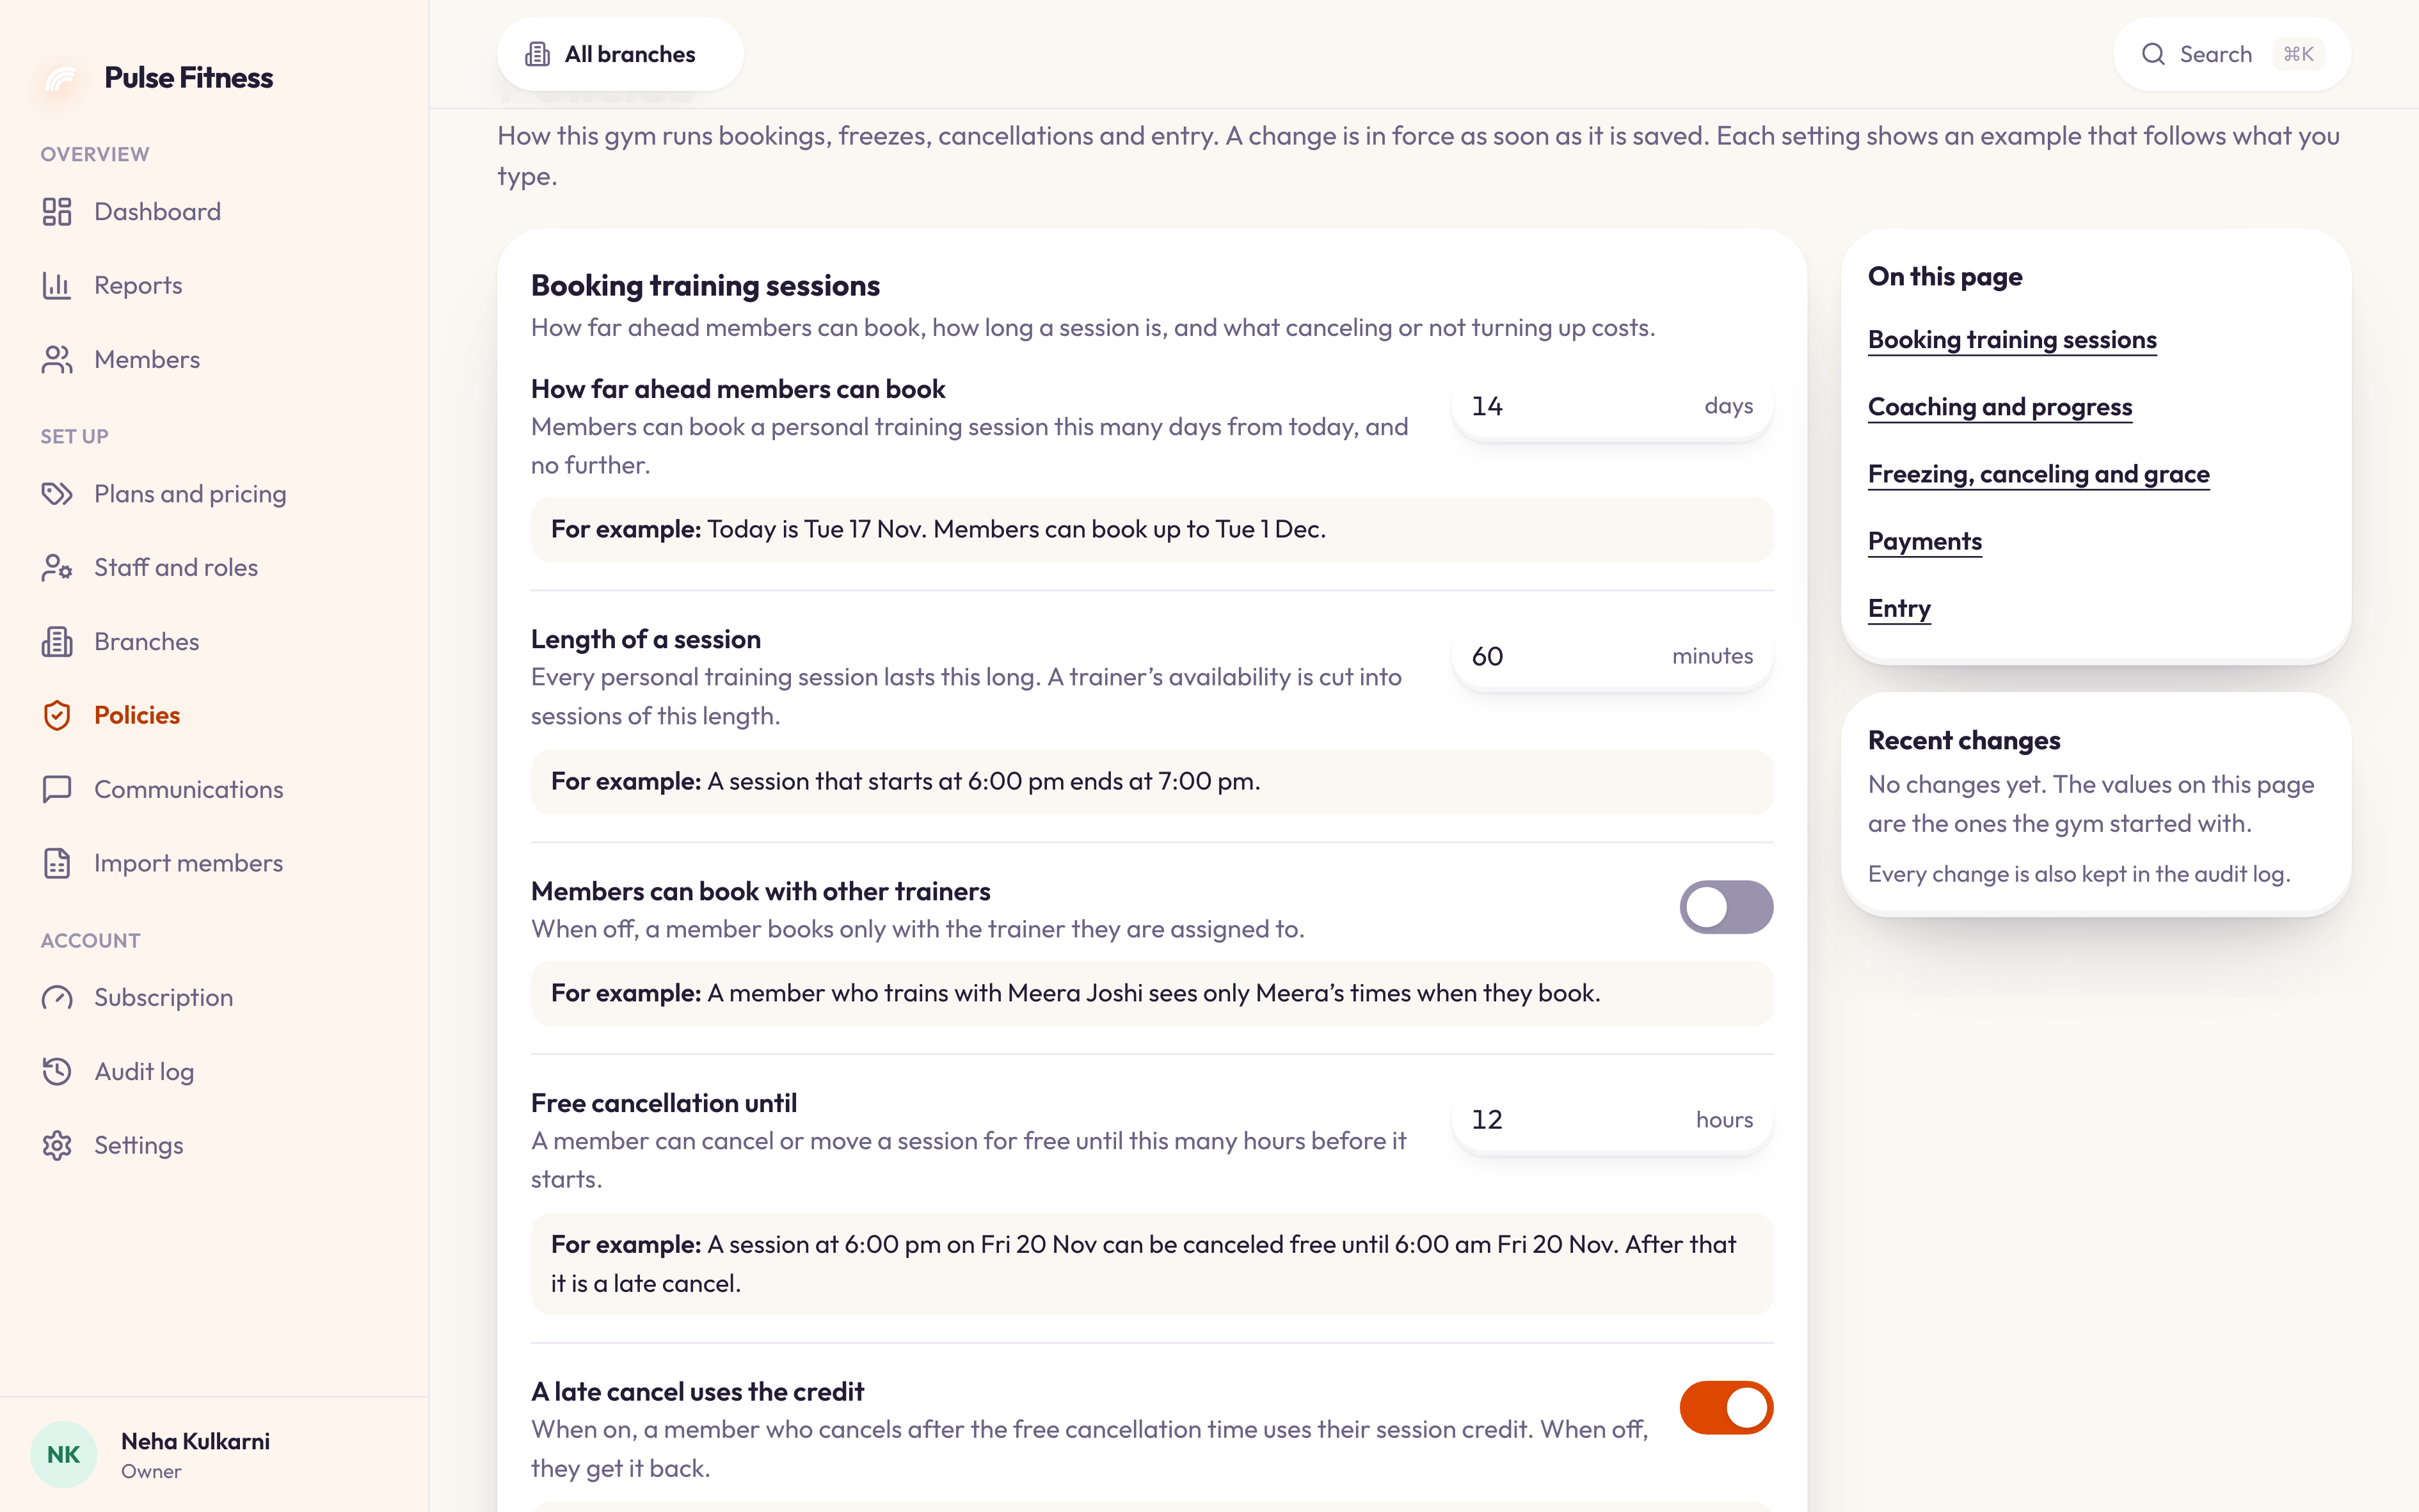 Pulse Fitness
OVERVIEW
Dashboard
Reports
Members
SET UP
Plans and pricing
Staff and roles
Branches
Policies
Communications
Import members
ACCOUNT
Subscription
Audit log
Settings
NK
Neha Kulkarni
Owner
All branches
Search
⌘K
How this gym runs bookings, freezes, cancellations and entry. A change is in force as soon as it is saved. Each setting shows an example that follows what you
type.
Booking training sessions
How far ahead members can book, how long a session is, and what canceling or not turning up costs.
How far ahead members can book
Members can book a personal training session this many days from today, and
no further.
14 days
For example: Today is Tue 17 Nov. Members can book up to Tue 1 Dec.
Length of a session
Every personal training session lasts this long. A trainer’s availability is cut into
sessions of this length.
60 minutes
For example: A session that starts at 6:00 pm ends at 7:00 pm.
Members can book with other trainers
When off, a member books only with the trainer they are assigned to.
For example: A member who trains with Meera Joshi sees only Meera’s times when they book.
Free cancellation until
A member can cancel or move a session for free until this many hours before it
starts.
12 hours
For example: A session at 6:00 pm on Fri 20 Nov can be canceled free until 6:00 am Fri 20 Nov. After that
it is a late cancel.
A late cancel uses the credit
When on, a member who cancels after the free cancellation time uses their session credit. When off,
they get it back.
On this page
Booking training sessions
Coaching and progress
Freezing, canceling and grace
Payments
Entry
Recent changes
No changes yet. The values on this page
are the ones the gym started with.
Every change is also kept in the audit log.